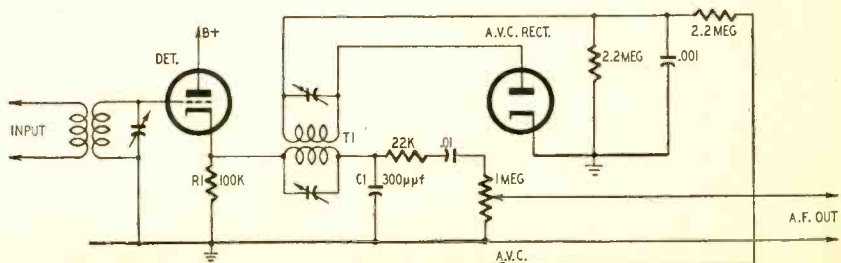 B+
DET.
A.V.C. RECT.
2.2 MEG
2.2MEG
.001
INPUT
T1
22K
.01
R1
100K
C1
300μμf
1MEG
A.F. OUT
A.V.C.